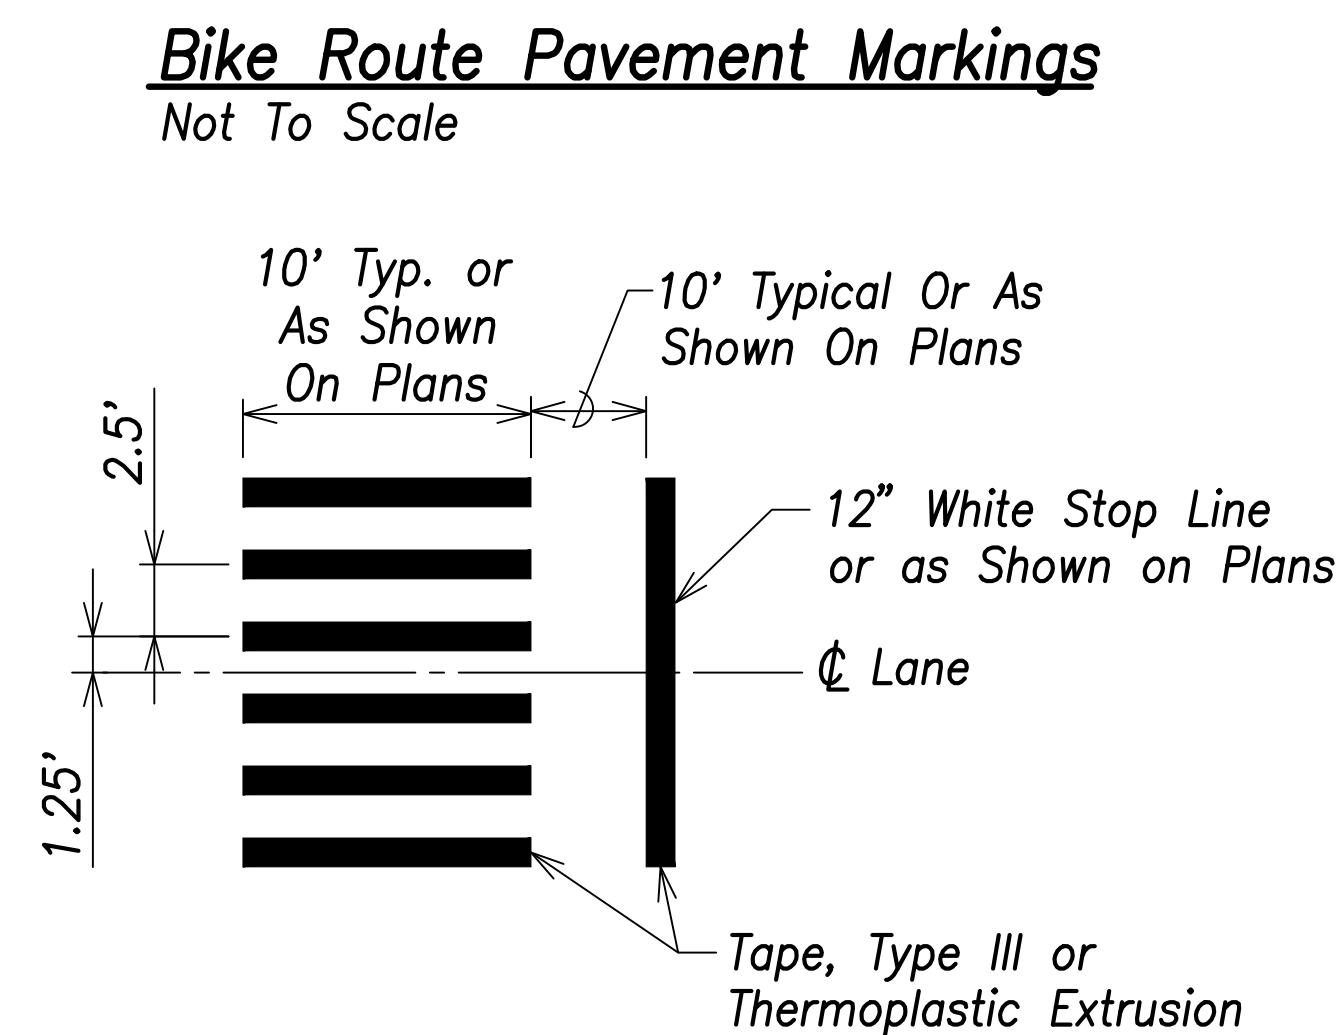 Bike Route Pavement Markings
Not To Scale
10' Typ. or
As Shown
On Plans
10' Typical Or As
Shown On Plans
2.5'
12" White Stop Line
or as Shown on Plans
℄ Lane
1.25'
Tape, Type III or
Thermoplastic Extrusion